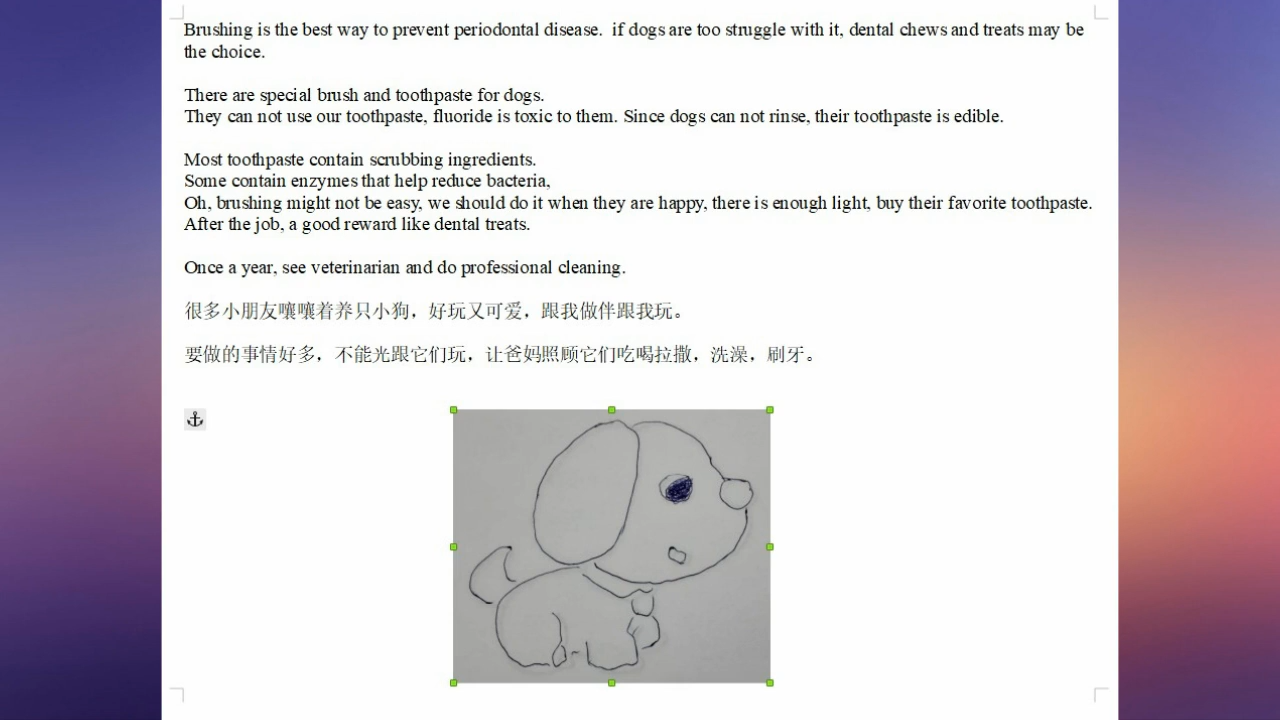 Brushing is the best way to prevent periodontal disease.  if dogs are too struggle with it, dental chews and treats may be
the choice.
There are special brush and toothpaste for dogs.
They can not use our toothpaste, fluoride is toxic to them. Since dogs can not rinse, their toothpaste is edible.
Most toothpaste contain scrubbing ingredients.
Some contain enzymes that help reduce bacteria,
Oh, brushing might not be easy, we should do it when they are happy, there is enough light, buy their favorite toothpaste.
After the job, a good reward like dental treats.
Once a year, see veterinarian and do professional cleaning.
很多小朋友嚷嚷着养只小狗，好玩又可爱，跟我做伴跟我玩。
要做的事情好多，不能光跟它们玩，让爸妈照顾它们吃喝拉撒，洗澡，刷牙。